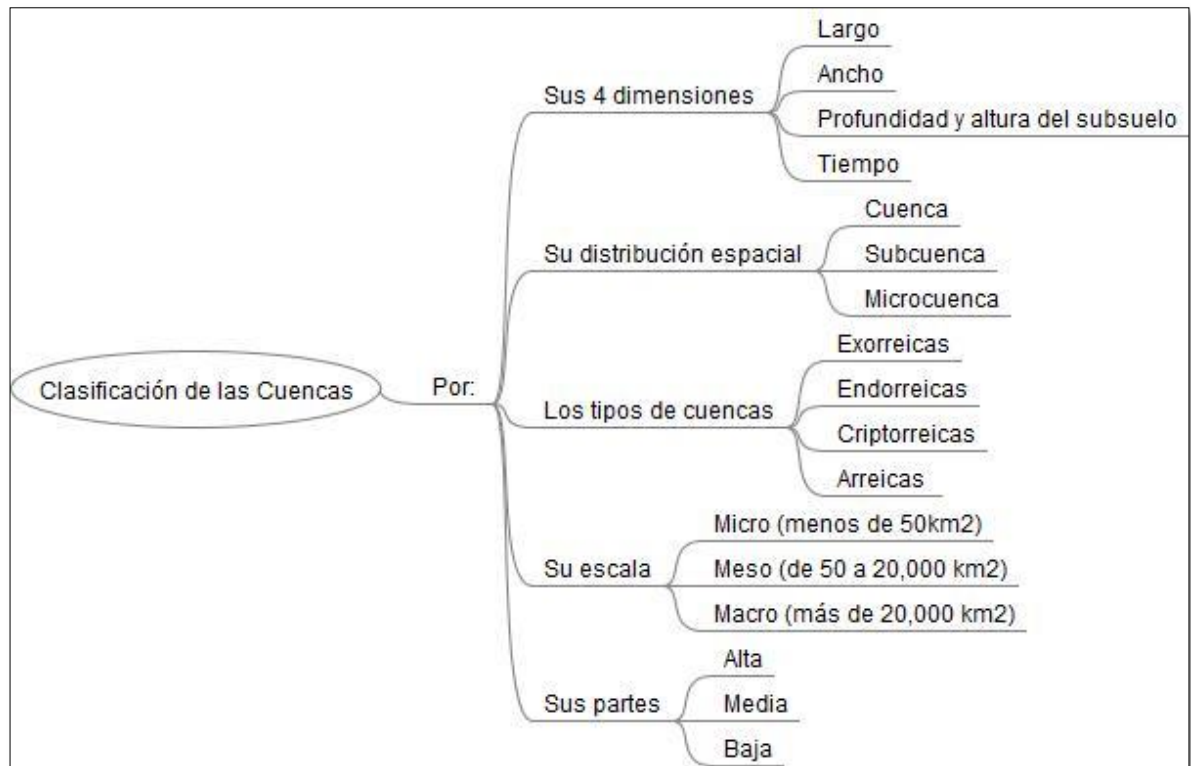 Clasificación de las Cuencas
Por:
Sus 4 dimensiones
Largo
Ancho
Profundidad y altura del subsuelo
Tiempo
Su distribución espacial
Cuenca
Subcuenca
Microcuenca
Los tipos de cuencas
Exorreicas
Endorreicas
Criptorreicas
Arreicas
Su escala
Micro (menos de 50km2)
Meso (de 50 a 20,000 km2)
Macro (más de 20,000 km2)
Sus partes
Alta
Media
Baja